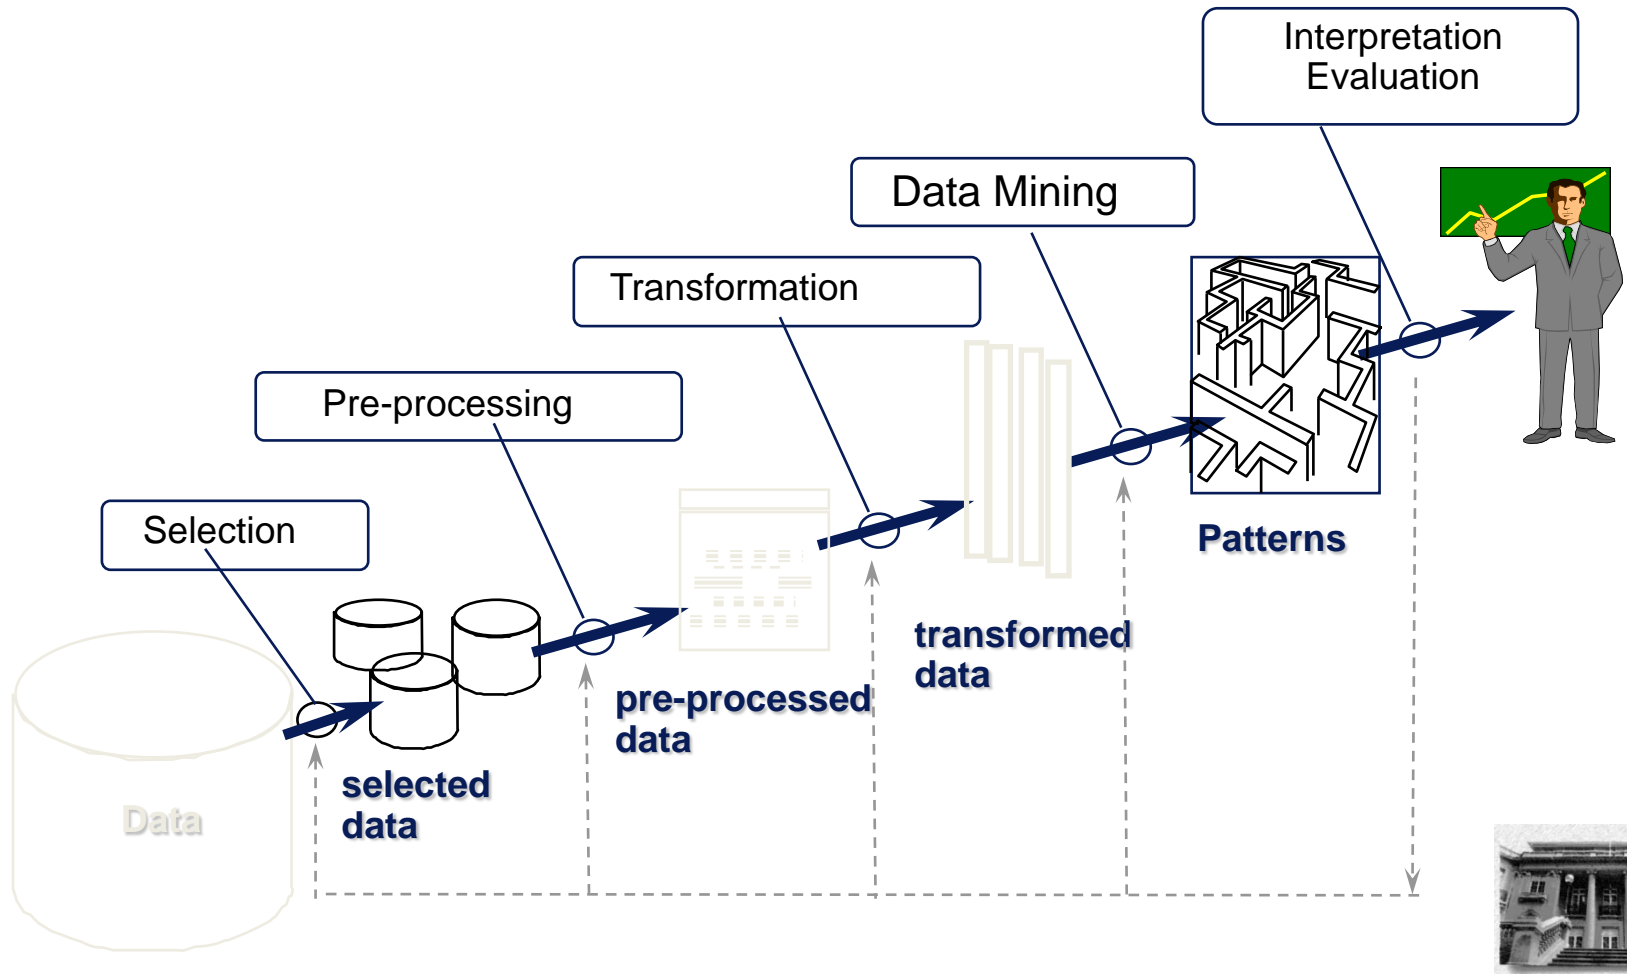 Interpretation
Evaluation
Data Mining
Transformation
Pre-processing
Selection
Patterns
transformed
data
pre-processed
data
selected
data
Data